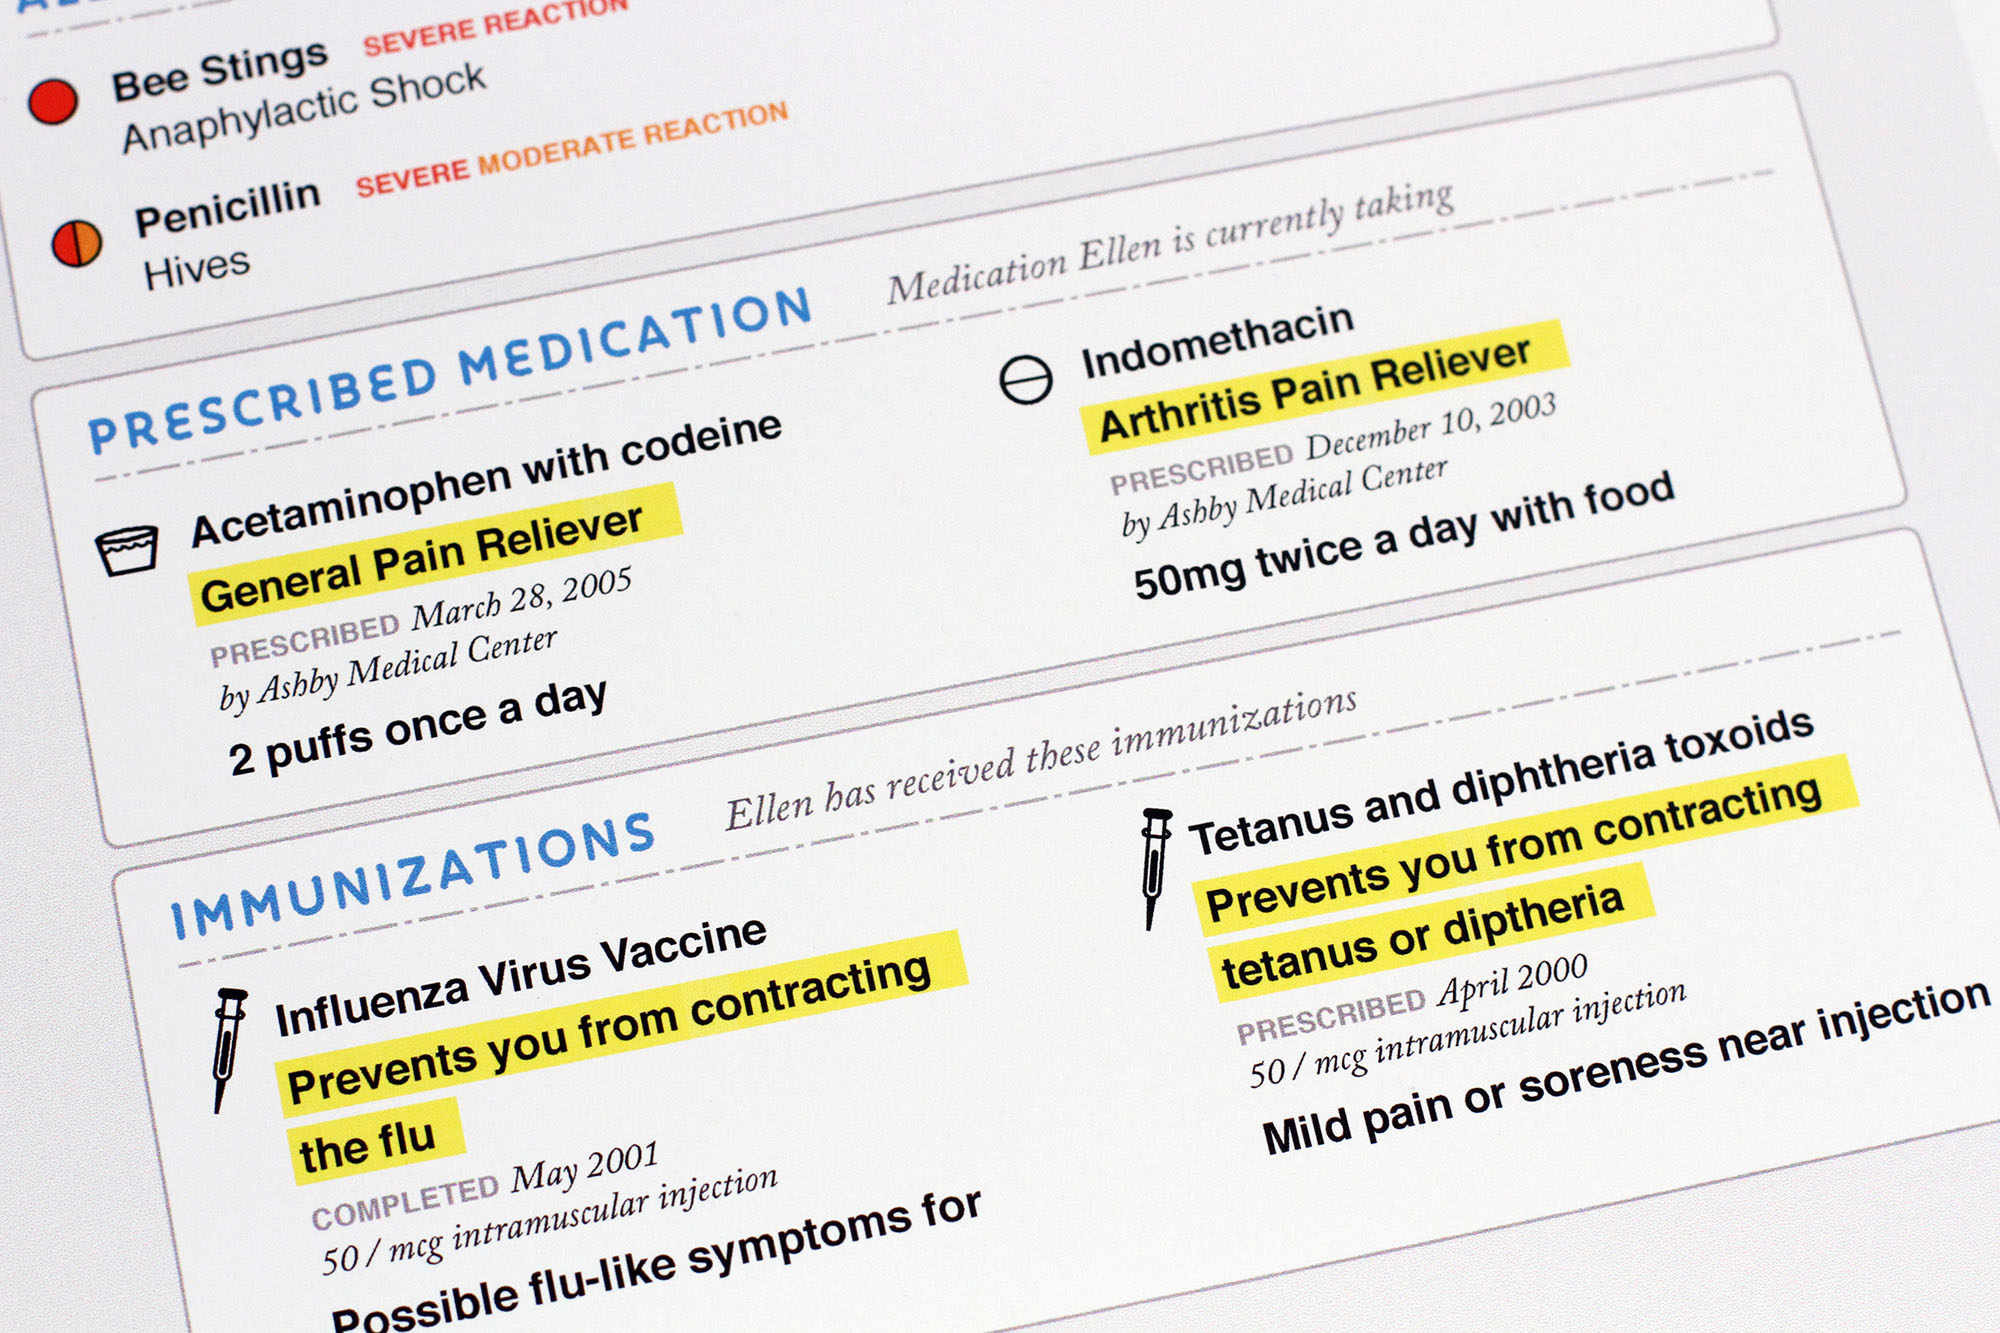 Bee Stings SEVERE REACTION
Anaphylactic Shock
Penicillin SEVERE MODERATE REACTION
Hives
PRESCRIBED MEDICATION Medication Ellen is currently taking
Acetaminophen with codeine
General Pain Reliever
PRESCRIBED March 28, 2005
by Ashby Medical Center
2 puffs once a day
Indomethacin
Arthritis Pain Reliever
PRESCRIBED December 10, 2003
by Ashby Medical Center
50mg twice a day with food
IMMUNIZATIONS Ellen has received these immunizations
Influenza Virus Vaccine
Prevents you from contracting
the flu
COMPLETED May 2001
50 / mcg intramuscular injection
Possible flu-like symptoms for
Tetanus and diphtheria toxoids
Prevents you from contracting
tetanus or diptheria
PRESCRIBED April 2000
50 / mcg intramuscular injection
Mild pain or soreness near injection